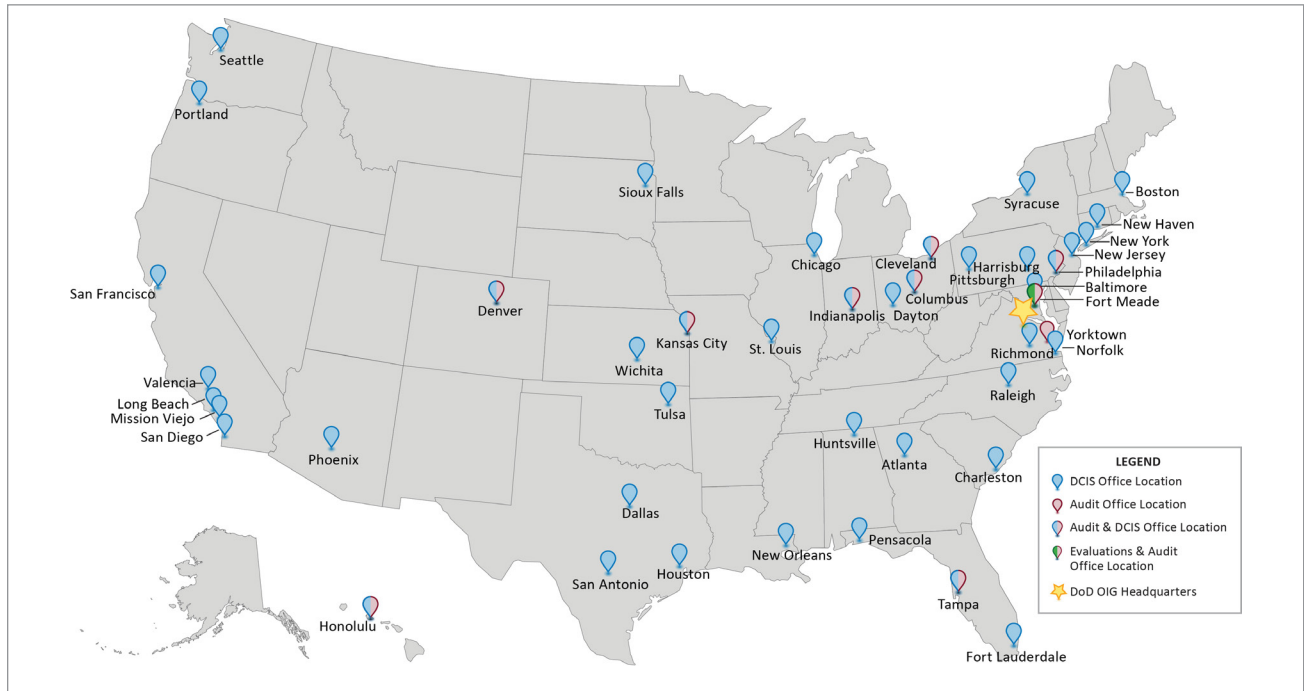 Seattle
Portland
Sioux Falls
Syracuse
Boston
New Haven
New York
New Jersey
Chicago
Cleveland
Harrisburg
Pittsburgh
Philadelphia
Baltimore
Fort Meade
San Francisco
Denver
Columbus
Indianapolis
Dayton
Kansas City
St. Louis
Yorktown
Richmond
Norfolk
Wichita
Valencia
Long Beach
Mission Viejo
San Diego
Tulsa
Raleigh
Phoenix
Huntsville
Atlanta
Charleston
Dallas
New Orleans
Pensacola
San Antonio
Houston
Tampa
Honolulu
Fort Lauderdale
LEGEND
DCIS Office Location
Audit Office Location
Audit & DCIS Office Location
Evaluations & Audit
Office Location
DoD OIG Headquarters